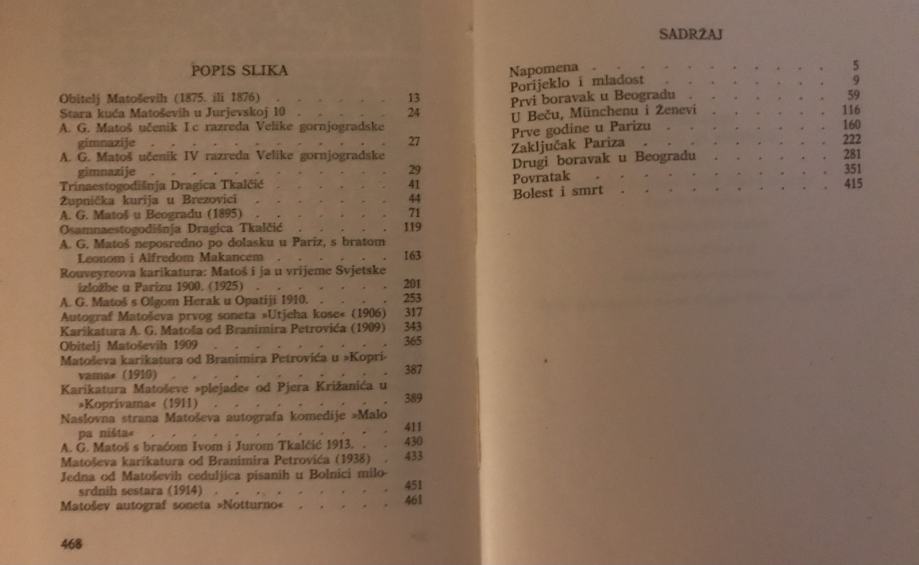 POPIS SLIKA
Obitelj Matoševih (1875. ili 1876) . . . . . . 13
Stara kuća Matoševih u Jurjevskoj 10 . . . . . 24
A. G. Matoš učenik I c razreda Velike gornjogradske
gimnazije . . . . . . . . . . . . 27
A. G. Matoš učenik IV razreda Velike gornjogradske
gimnazije . . . . . . . . . . . . 29
Trinaestogodišnja Dragica Tkalčić . . . . . . 41
Župnička kurija u Brezovici . . . . . . . 44
A. G. Matoš u Beogradu (1895) . . . . . . . 71
Osamnaestogodišnja Dragica Tkalčić . . . . . 119
A. G. Matoš neposredno po dolasku u Pariz, s bratom
Leonom i Alfredom Makancem . . . . . . 163
Rouveyreova karikatura: Matoš i ja u vrijeme Svjetske
izložbe u Parizu 1900. (1925) . . . . . . 201
A. G. Matoš s Olgom Herak u Opatiji 1910. . . . . 253
Autograf Matoševa prvog soneta »Utjeha kose« (1906) 317
Karikatura A. G. Matoša od Branimira Petrovića (1909) 343
Obitelj Matoševih 1909 . . . . . . . . . 365
Matoševa karikatura od Branimira Petrovića u »Kopri-
vama« (1910) . . . . . . . . . . . 387
Karikatura Matoševe »plejade« od Pjera Križanića u
»Koprivama« (1911) . . . . . . . . . 389
Naslovna strana Matoševa autografa komedije »Malo
pa ništa« . . . . . . . . . . . . 411
A. G. Matoš s braćom Ivom i Jurom Tkalčić 1913. . . 430
Matoševa karikatura od Branimira Petrovića (1938) . 433
Jedna od Matoševih ceduljica pisanih u Bolnici milo-
srdnih sestara (1914) . . . . . . . . . 451
Matošev autograf soneta »Notturno« . . . . . 461
468
SADRŽAJ
Napomena . . . . . . . . . . . . 5
Porijeklo i mladost . . . . . . . . . . 9
Prvi boravak u Beogradu . . . . . . . . 59
U Beču, Münchenu i Ženevi . . . . . . . 116
Prve godine u Parizu . . . . . . . . . 160
Zaključak Pariza . . . . . . . . . . 222
Drugi boravak u Beogradu . . . . . . . 281
Povratak . . . . . . . . . . . . 351
Bolest i smrt . . . . . . . . . . . 415